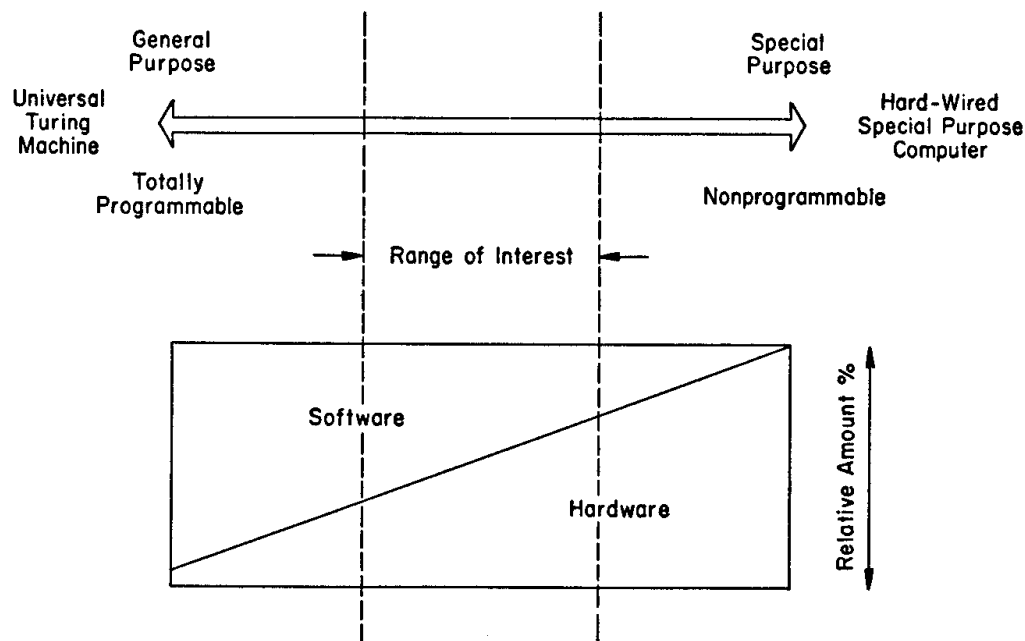 General
Purpose
Special
Purpose
Universal
Turing
Machine
Hard-Wired
Special Purpose
Computer
Totally
Programmable
Nonprogrammable
Range of Interest
Software
Hardware
Relative Amount %